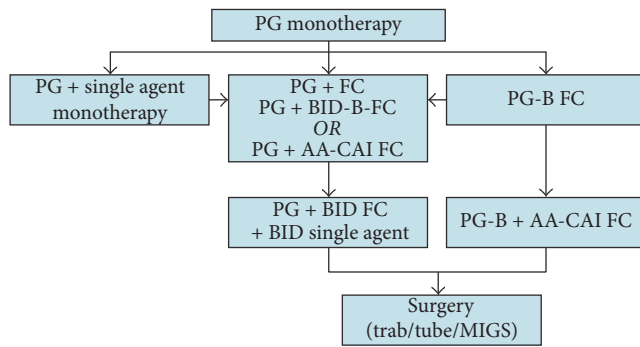 PG monotherapy
PG + single agent
monotherapy
PG + FC
PG + BID-B-FC
OR
PG + AA-CAI FC
PG-B FC
PG + BID FC
+ BID single agent
PG-B + AA-CAI FC
Surgery
(trab/tube/MIGS)